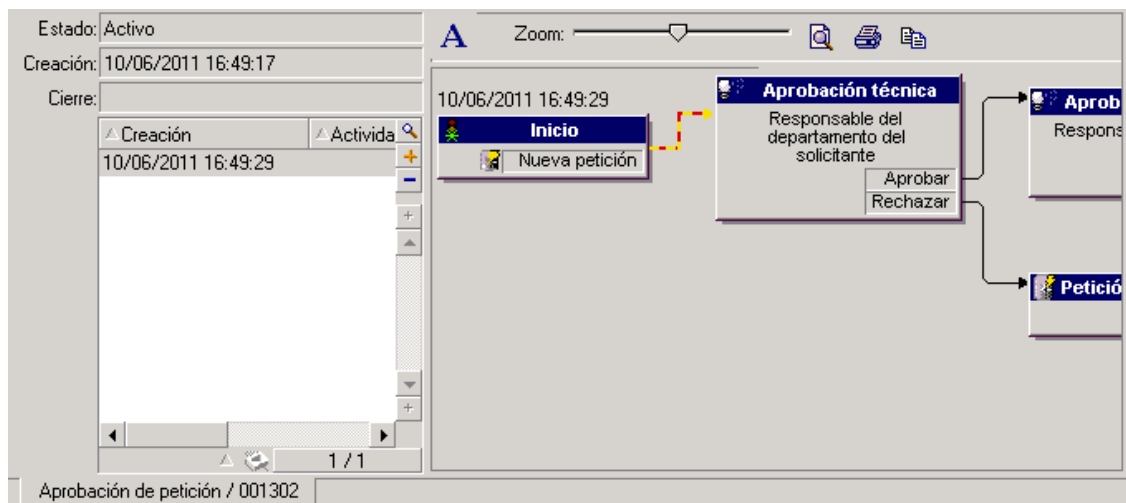 Estado: Activo
Creación: 10/06/2011 16:49:17
Cierre:
Creación Activida
10/06/2011 16:49:29
1 / 1
A Zoom:
10/06/2011 16:49:29
Inicio
Nueva petición
Aprobación técnica
Responsable del
departamento del
solicitante
Aprobar
Rechazar
Aprob
Respons
Petició
Aprobación de petición / 001302